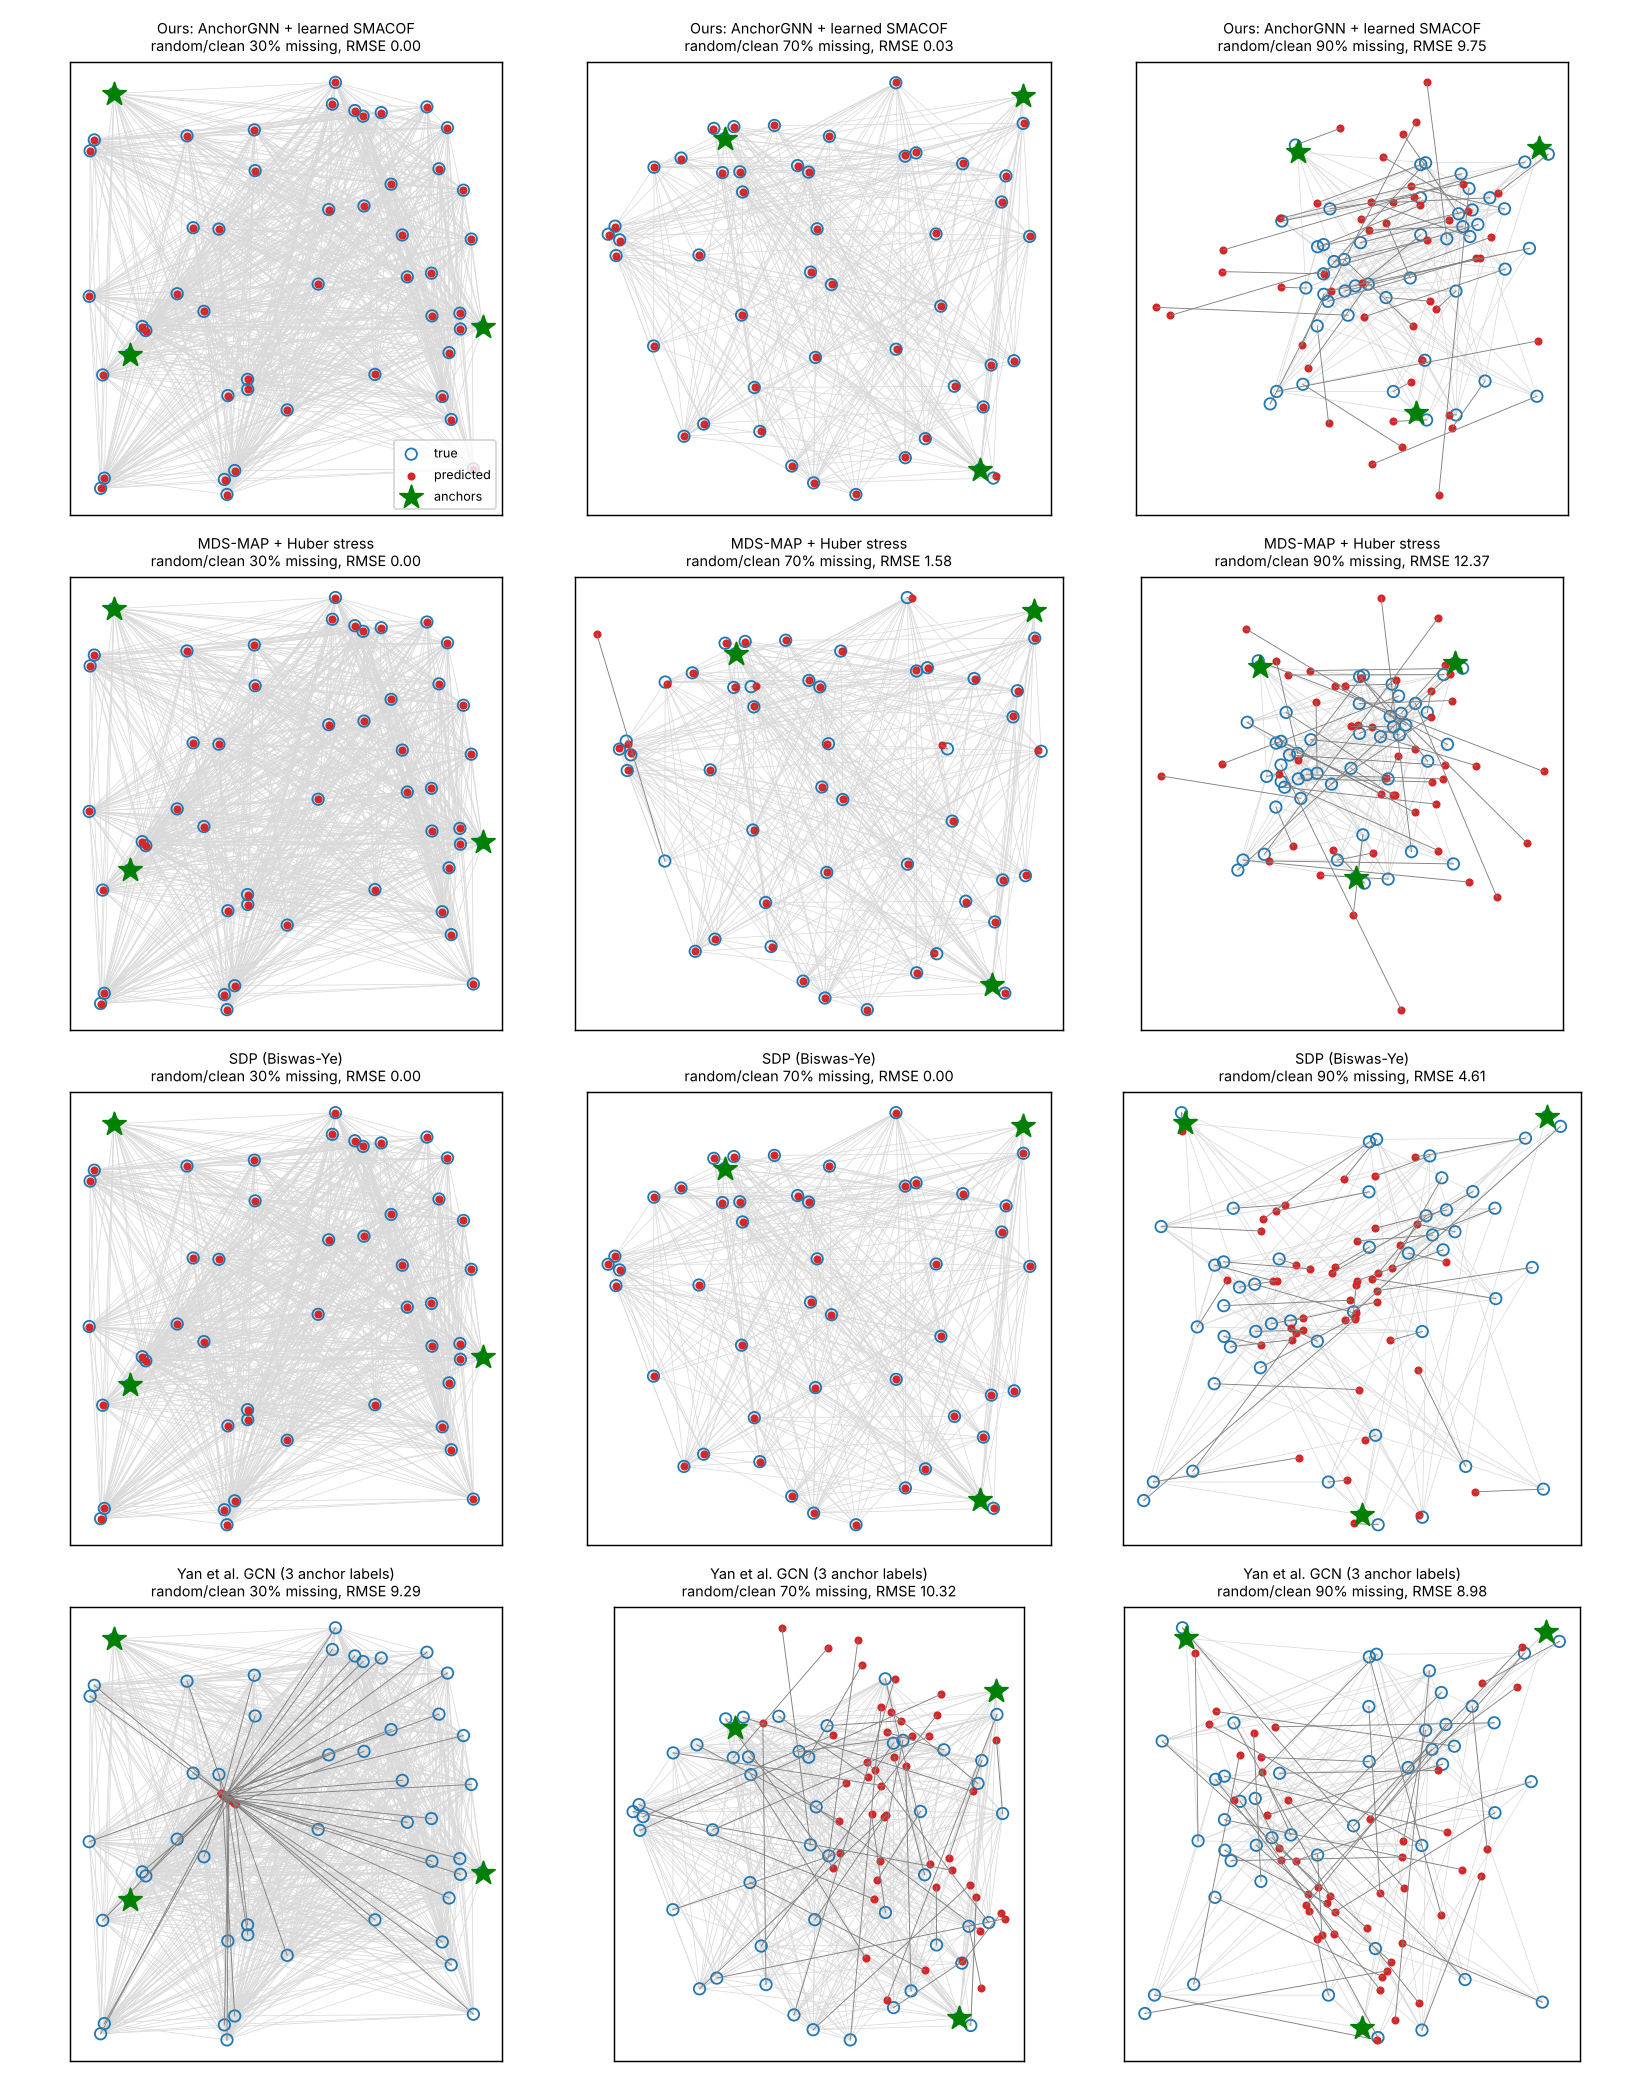 Ours: AnchorGNN + learned SMACOF
random/clean 30% missing, RMSE 0.00
Ours: AnchorGNN + learned SMACOF
random/clean 70% missing, RMSE 0.03
Ours: AnchorGNN + learned SMACOF
random/clean 90% missing, RMSE 9.75
true
predicted
anchors
MDS-MAP + Huber stress
random/clean 30% missing, RMSE 0.00
MDS-MAP + Huber stress
random/clean 70% missing, RMSE 1.58
MDS-MAP + Huber stress
random/clean 90% missing, RMSE 12.37
SDP (Biswas-Ye)
random/clean 30% missing, RMSE 0.00
SDP (Biswas-Ye)
random/clean 70% missing, RMSE 0.00
SDP (Biswas-Ye)
random/clean 90% missing, RMSE 4.61
Yan et al. GCN (3 anchor labels)
random/clean 30% missing, RMSE 9.29
Yan et al. GCN (3 anchor labels)
random/clean 70% missing, RMSE 10.32
Yan et al. GCN (3 anchor labels)
random/clean 90% missing, RMSE 8.98